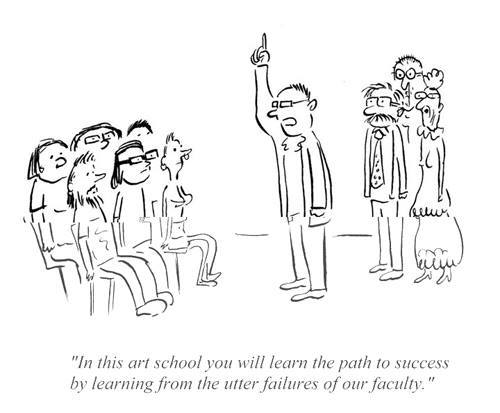 "In this art school you will learn the path to success
by learning from the utter failures of our faculty."